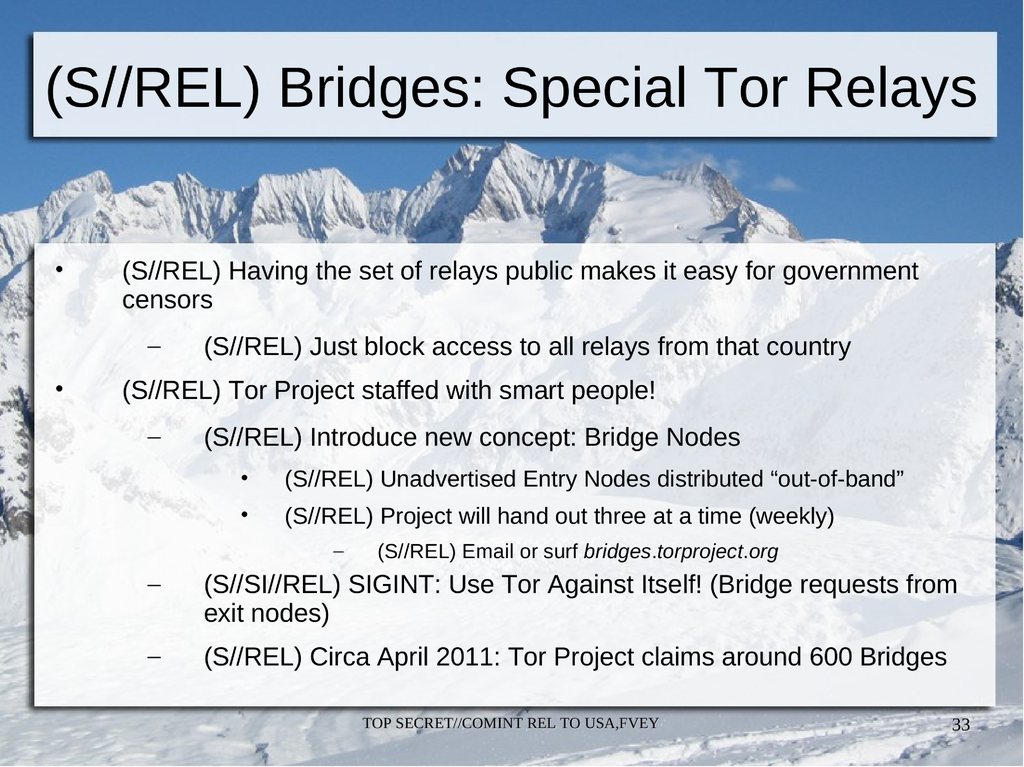 (S//REL) Bridges: Special Tor Relays
• (S//REL) Having the set of relays public makes it easy for government
censors
– (S//REL) Just block access to all relays from that country
• (S//REL) Tor Project staffed with smart people!
– (S//REL) Introduce new concept: Bridge Nodes
• (S//REL) Unadvertised Entry Nodes distributed “out-of-band”
• (S//REL) Project will hand out three at a time (weekly)
– (S//REL) Email or surf bridges.torproject.org
– (S//SI//REL) SIGINT: Use Tor Against Itself! (Bridge requests from
exit nodes)
– (S//REL) Circa April 2011: Tor Project claims around 600 Bridges
TOP SECRET//COMINT REL TO USA,FVEY
33